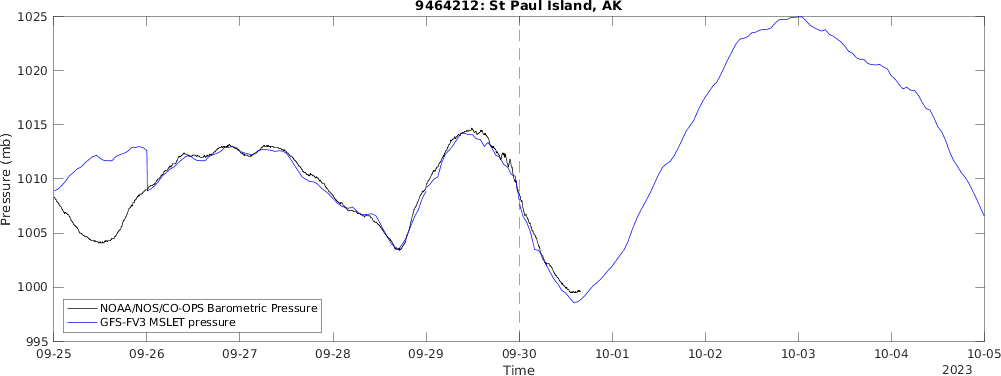 9464212: St Paul Island, AK
Pressure (mb)
1025
1020
1015
1010
1005
1000
995
NOAA/NOS/CO-OPS Barometric Pressure
GFS-FV3 MSLET pressure
09-25 09-26 09-27 09-28 09-29 09-30 10-01 10-02 10-03 10-04 10-05
Time
2023